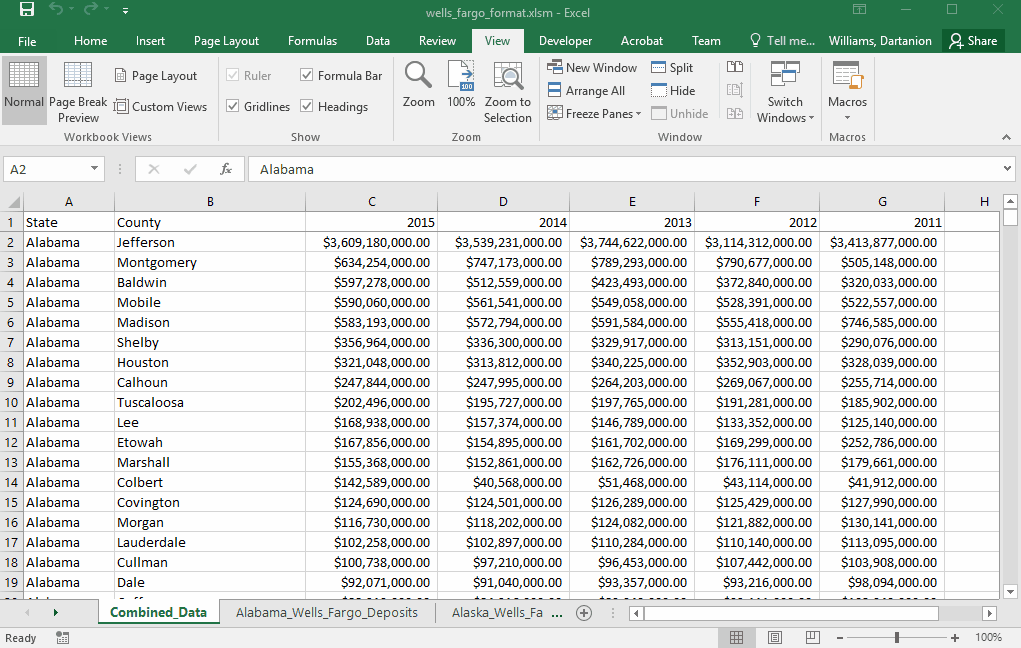 wells_fargo_format.xlsm - Excel
File Home Insert Page Layout Formulas Data Review View Developer Acrobat Team Tell me... Williams, Dartanion Share
Normal Page Break Preview Page Layout Custom Views
Workbook Views
Ruler Formula Bar
Gridlines Headings
Show
Zoom 100% Zoom to Selection
100
Zoom
New Window Split
Arrange All Hide
Freeze Panes Unhide
Switch Windows
Window
Macros
Macros
A2 fx Alabama
A B C D E F G H
1 State County 2015 2014 2013 2012 2011
2 Alabama Jefferson $3,609,180,000.00 $3,539,231,000.00 $3,744,622,000.00 $3,114,312,000.00 $3,413,877,000.00
3 Alabama Montgomery $634,254,000.00 $747,173,000.00 $789,293,000.00 $790,677,000.00 $505,148,000.00
4 Alabama Baldwin $597,278,000.00 $512,559,000.00 $423,493,000.00 $372,840,000.00 $320,033,000.00
5 Alabama Mobile $590,060,000.00 $561,541,000.00 $549,058,000.00 $528,391,000.00 $522,557,000.00
6 Alabama Madison $583,193,000.00 $572,794,000.00 $591,584,000.00 $555,418,000.00 $746,585,000.00
7 Alabama Shelby $356,964,000.00 $336,300,000.00 $329,917,000.00 $313,151,000.00 $290,076,000.00
8 Alabama Houston $321,048,000.00 $313,812,000.00 $340,225,000.00 $352,903,000.00 $328,039,000.00
9 Alabama Calhoun $247,844,000.00 $247,995,000.00 $264,203,000.00 $269,067,000.00 $255,714,000.00
10 Alabama Tuscaloosa $202,496,000.00 $195,727,000.00 $197,765,000.00 $191,281,000.00 $185,902,000.00
11 Alabama Lee $168,938,000.00 $157,374,000.00 $146,789,000.00 $133,352,000.00 $125,140,000.00
12 Alabama Etowah $167,856,000.00 $154,895,000.00 $161,702,000.00 $169,299,000.00 $252,786,000.00
13 Alabama Marshall $155,368,000.00 $152,861,000.00 $162,726,000.00 $176,111,000.00 $179,661,000.00
14 Alabama Colbert $142,589,000.00 $40,568,000.00 $51,468,000.00 $43,114,000.00 $41,912,000.00
15 Alabama Covington $124,690,000.00 $124,501,000.00 $126,289,000.00 $125,429,000.00 $127,990,000.00
16 Alabama Morgan $116,730,000.00 $118,202,000.00 $124,082,000.00 $121,882,000.00 $130,141,000.00
17 Alabama Lauderdale $102,258,000.00 $102,897,000.00 $110,284,000.00 $110,140,000.00 $113,095,000.00
18 Alabama Cullman $100,738,000.00 $97,210,000.00 $96,453,000.00 $107,442,000.00 $103,908,000.00
19 Alabama Dale $92,071,000.00 $91,040,000.00 $93,357,000.00 $93,216,000.00 $98,094,000.00
Combined_Data Alabama_Wells_Fargo_Deposits Alaska_Wells_Fa ...
Ready 100%